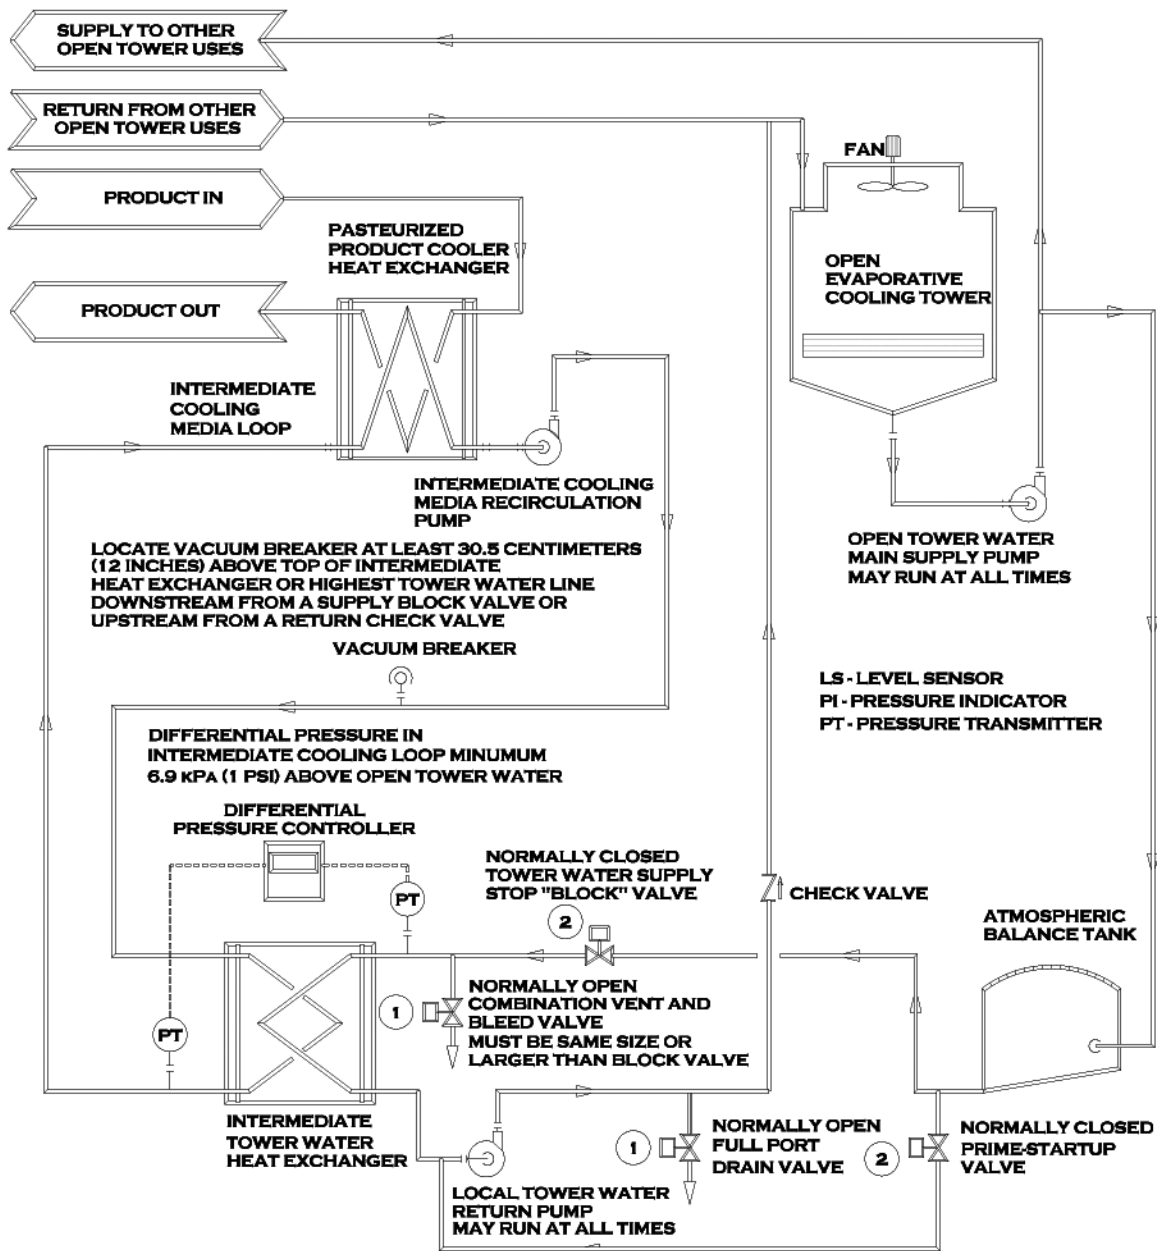 SUPPLY TO OTHER
OPEN TOWER USES
RETURN FROM OTHER
OPEN TOWER USES
PRODUCT IN
PRODUCT OUT
PASTEURIZED
PRODUCT COOLER
HEAT EXCHANGER
FAN
OPEN
EVAPORATIVE
COOLING TOWER
INTERMEDIATE
COOLING
MEDIA LOOP
INTERMEDIATE COOLING
MEDIA RECIRCULATION
PUMP
OPEN TOWER WATER
MAIN SUPPLY PUMP
MAY RUN AT ALL TIMES
LOCATE VACUUM BREAKER AT LEAST 30.5 CENTIMETERS
(12 INCHES) ABOVE TOP OF INTERMEDIATE
HEAT EXCHANGER OR HIGHEST TOWER WATER LINE
DOWNSTREAM FROM A SUPPLY BLOCK VALVE OR
UPSTREAM FROM A RETURN CHECK VALVE
VACUUM BREAKER
LS - LEVEL SENSOR
PI - PRESSURE INDICATOR
PT - PRESSURE TRANSMITTER
DIFFERENTIAL PRESSURE IN
INTERMEDIATE COOLING LOOP MINUMUM
6.9 KPA (1 PSI) ABOVE OPEN TOWER WATER
DIFFERENTIAL
PRESSURE CONTROLLER
PT
PT
NORMALLY CLOSED
TOWER WATER SUPPLY
STOP "BLOCK" VALVE
2
CHECK VALVE
ATMOSPHERIC
BALANCE TANK
1
NORMALLY OPEN
COMBINATION VENT AND
BLEED VALVE
MUST BE SAME SIZE OR
LARGER THAN BLOCK VALVE
INTERMEDIATE
TOWER WATER
HEAT EXCHANGER
LOCAL TOWER WATER
RETURN PUMP
MAY RUN AT ALL TIMES
1
NORMALLY OPEN
FULL PORT
DRAIN VALVE
2
NORMALLY CLOSED
PRIME-STARTUP
VALVE